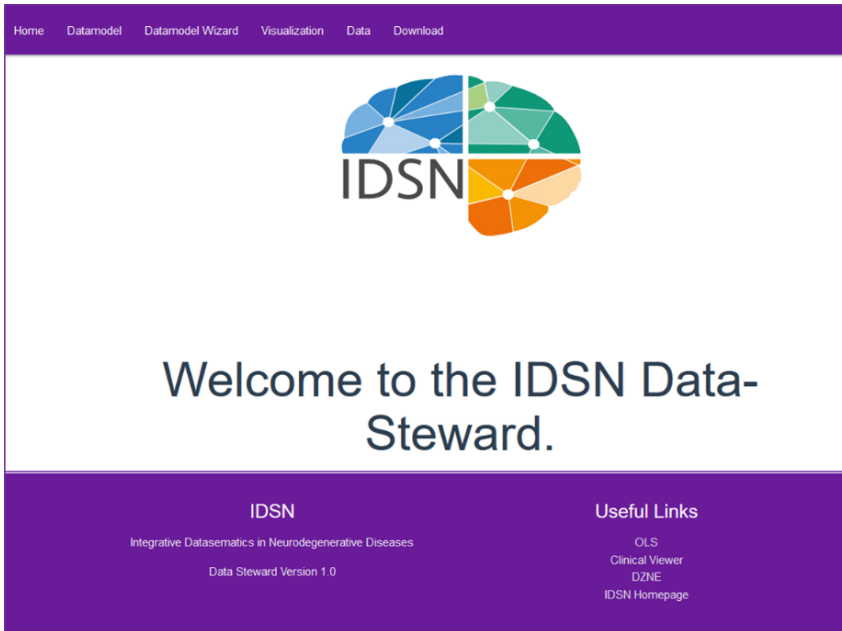 Home Datamodel Datamodel Wizard Visualization Data Download
IDSN
Welcome to the IDSN Data-
Steward.
IDSN
Integrative Datasematics in Neurodegenerative Diseases
Data Steward Version 1.0
Useful Links
OLS
Clinical Viewer
DZNE
IDSN Homepage